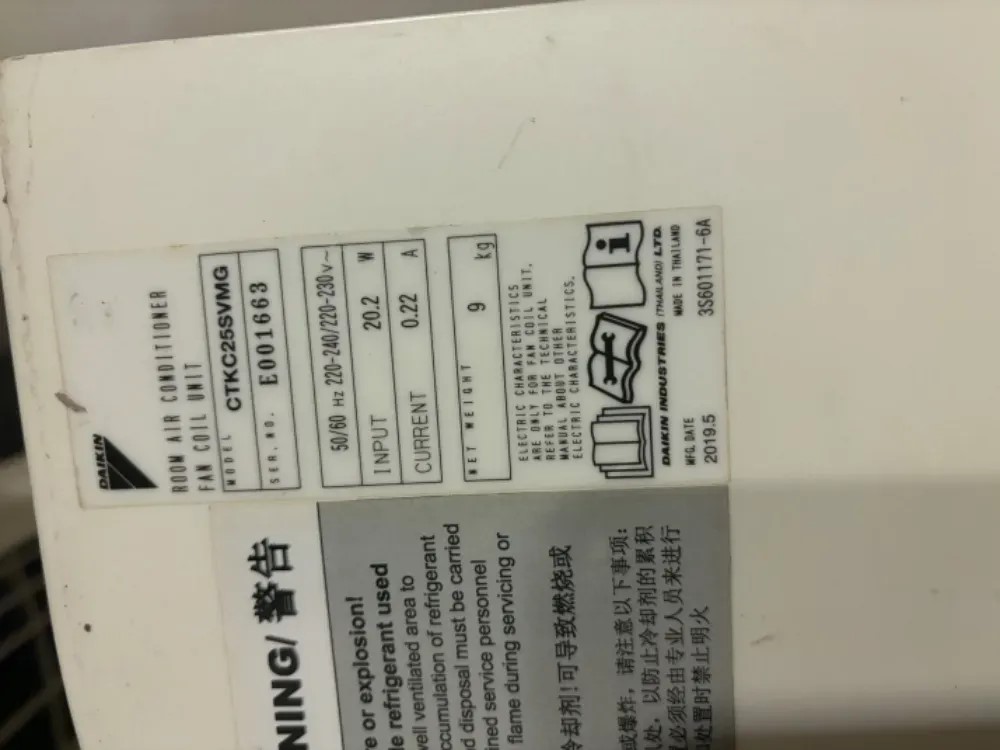 DAIKIN
ROOM AIR CONDITIONER
FAN COIL UNIT
MODEL CTKC25SVMG
SER. NO. E001663
50/60 Hz 220-240/220-230V~
INPUT 20.2 W
CURRENT 0.22 A
NET WEIGHT 9 kg
ELECTRIC CHARACTERISTICS
ARE ONLY FOR FAN COIL UNIT.
REFER TO THE TECHNICAL
MANUAL ABOUT OTHER
ELECTRIC CHARACTERISTICS.
DAIKIN INDUSTRIES (THAILAND) LTD.
MFG. DATE MADE IN THAILAND
2019.5 3S601171-6A
NING/警告
e or explosion!
le refrigerant used
well ventilated area to
ccumulation of refrigerant
d disposal must be carried
ined service personnel
flame during servicing or
冷却剂!可导致燃烧或
或爆炸，请注意以下事项:
处，以防止冷却剂的累积
必须经由专业人员来进行
处置时禁止明火